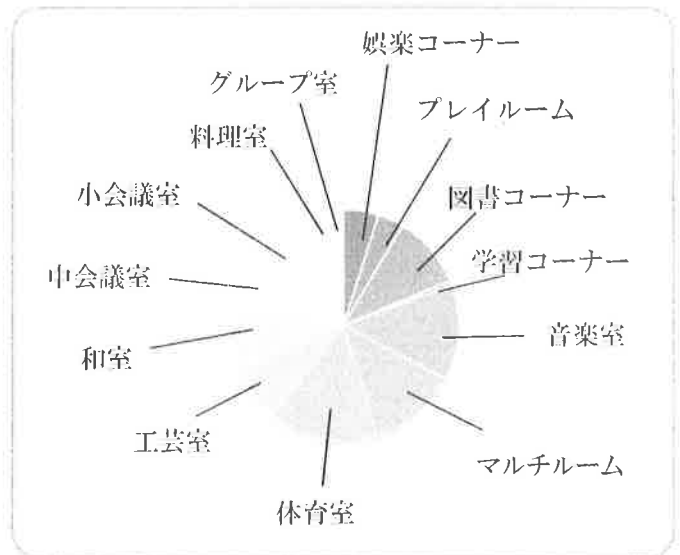 娯楽コーナー
グループ室
プレイルーム
料理室
小会議室
図書コーナー
学習コーナー
中会議室
音楽室
和室
工芸室
マルチルーム
体育室